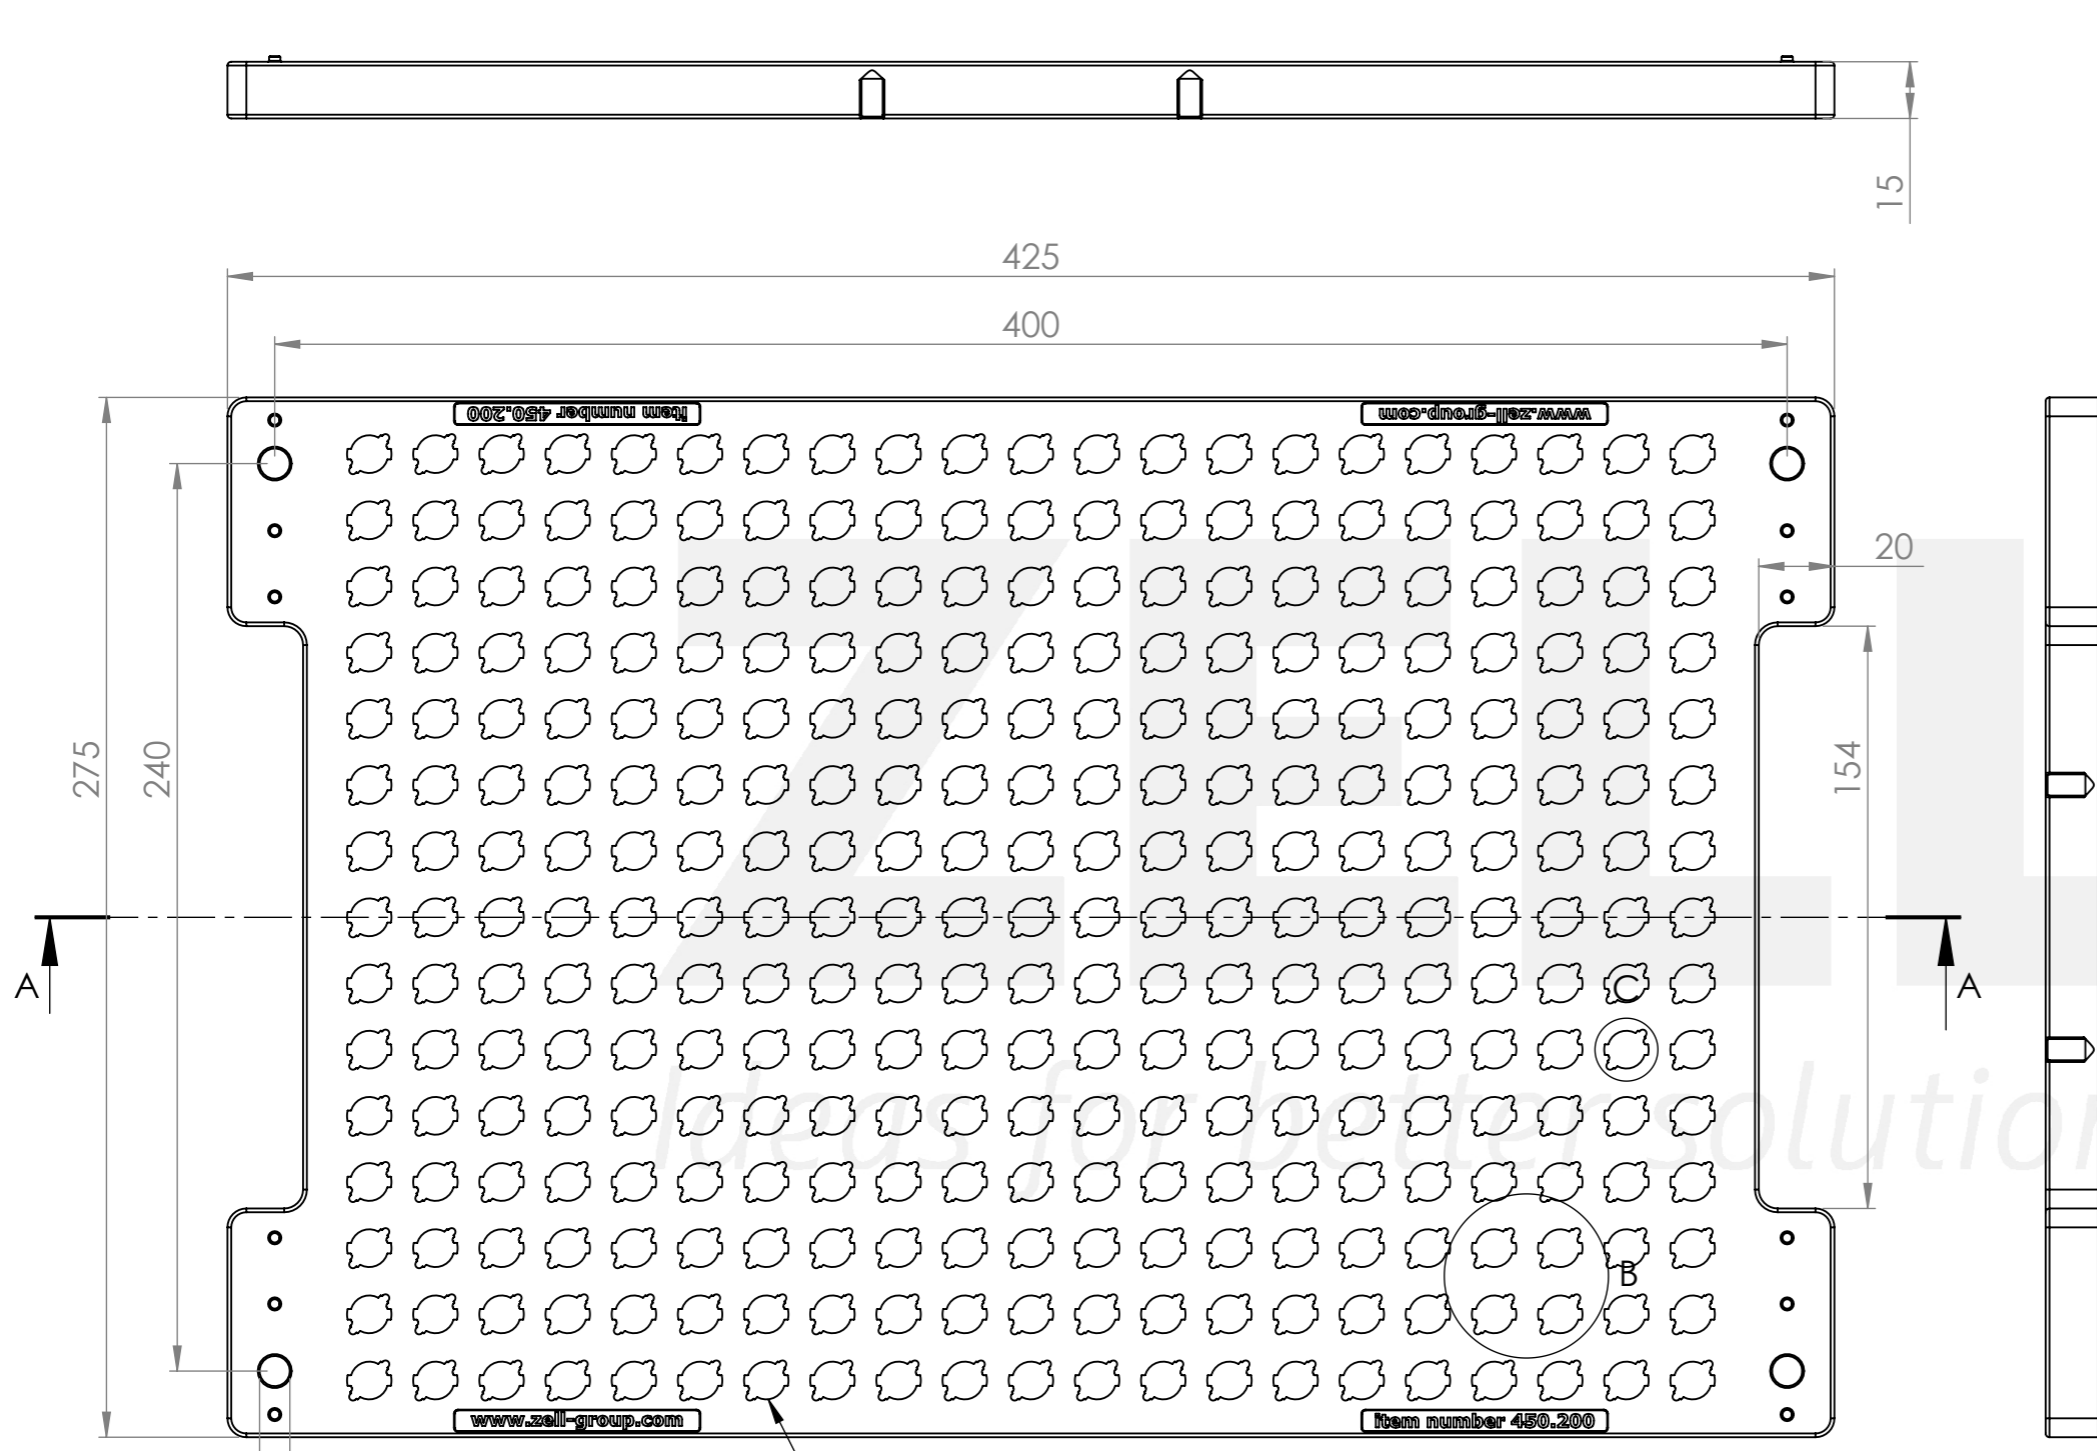 15
425
400
item number 450.200
www.zell-group.com
20
275
240
154
A
A
C
B
www.zell-group.com
item number 450.200
ZELL
Ideas for better solution